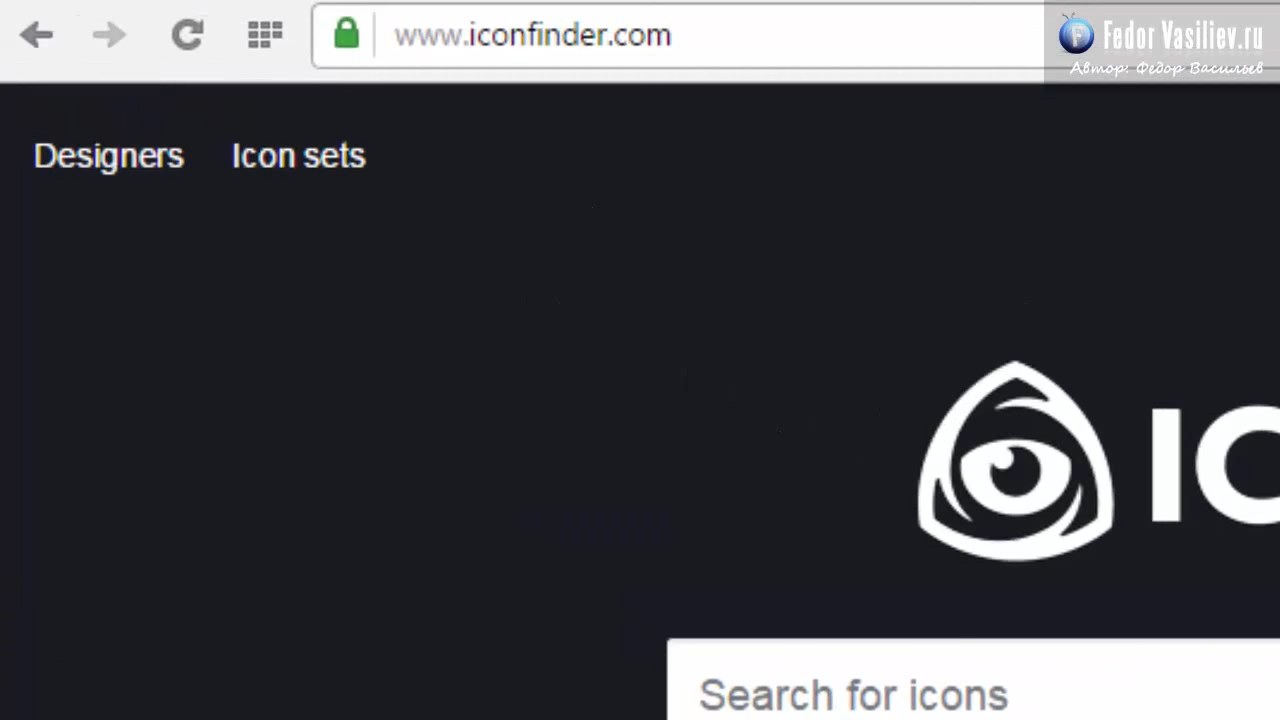 www.iconfinder.com
Fedor Vasiliev.ru
Автор: Федор Васильев
Designers
Icon sets
IC
Search for icons